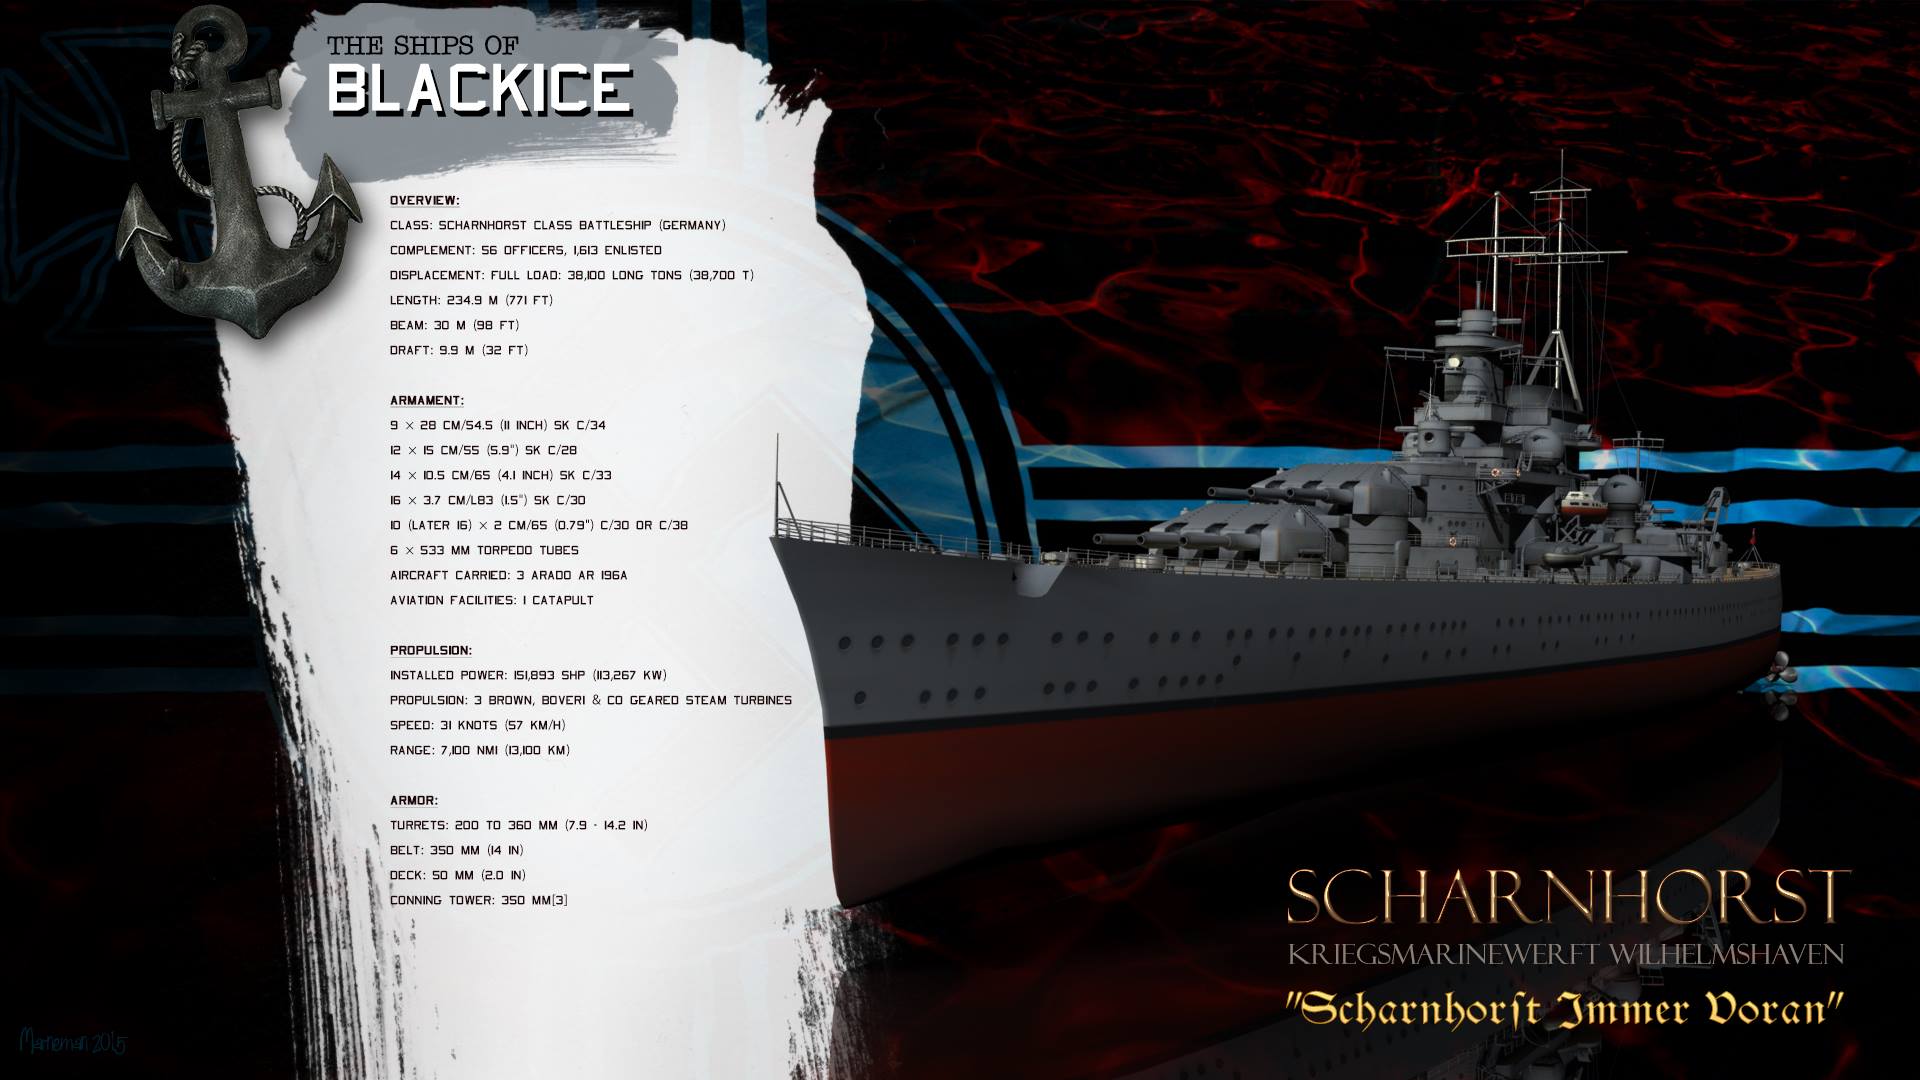 THE SHIPS OF
BLACKICE
OVERVIEW:
CLASS: SCHARNHORST CLASS BATTLESHIP (GERMANY)
COMPLEMENT: 56 OFFICERS, 1,613 ENLISTED
DISPLACEMENT: FULL LOAD: 38,100 LONG TONS (38,700 T)
LENGTH: 234.9 M (771 FT)
BEAM: 30 M (98 FT)
DRAFT: 9.9 M (32 FT)
ARMAMENT:
9 × 28 CM/54.5 (11 INCH) SK C/34
12 × 15 CM/55 (5.9") SK C/28
14 × 10.5 CM/65 (4.1 INCH) SK C/33
16 × 3.7 CM/L83 (1.5") SK C/30
10 (LATER 16) × 2 CM/65 (0.79") C/30 OR C/38
6 × 533 MM TORPEDO TUBES
AIRCRAFT CARRIED: 3 ARADO AR 196A
AVIATION FACILITIES: 1 CATAPULT
PROPULSION:
INSTALLED POWER: 151,893 SHP (113,267 KW)
PROPULSION: 3 BROWN, BOVERI & CO GEARED STEAM TURBINES
SPEED: 31 KNOTS (57 KM/H)
RANGE: 7,100 NMI (13,100 KM)
ARMOR:
TURRETS: 200 TO 360 MM (7.9 - 14.2 IN)
BELT: 350 MM (14 IN)
DECK: 50 MM (2.0 IN)
CONNING TOWER: 350 MM[3]
SCHARNHORST
KRIEGSMARINEWERFT WILHELMSHAVEN
"Scharnhorſt Immer Voran"
Marneman 2015